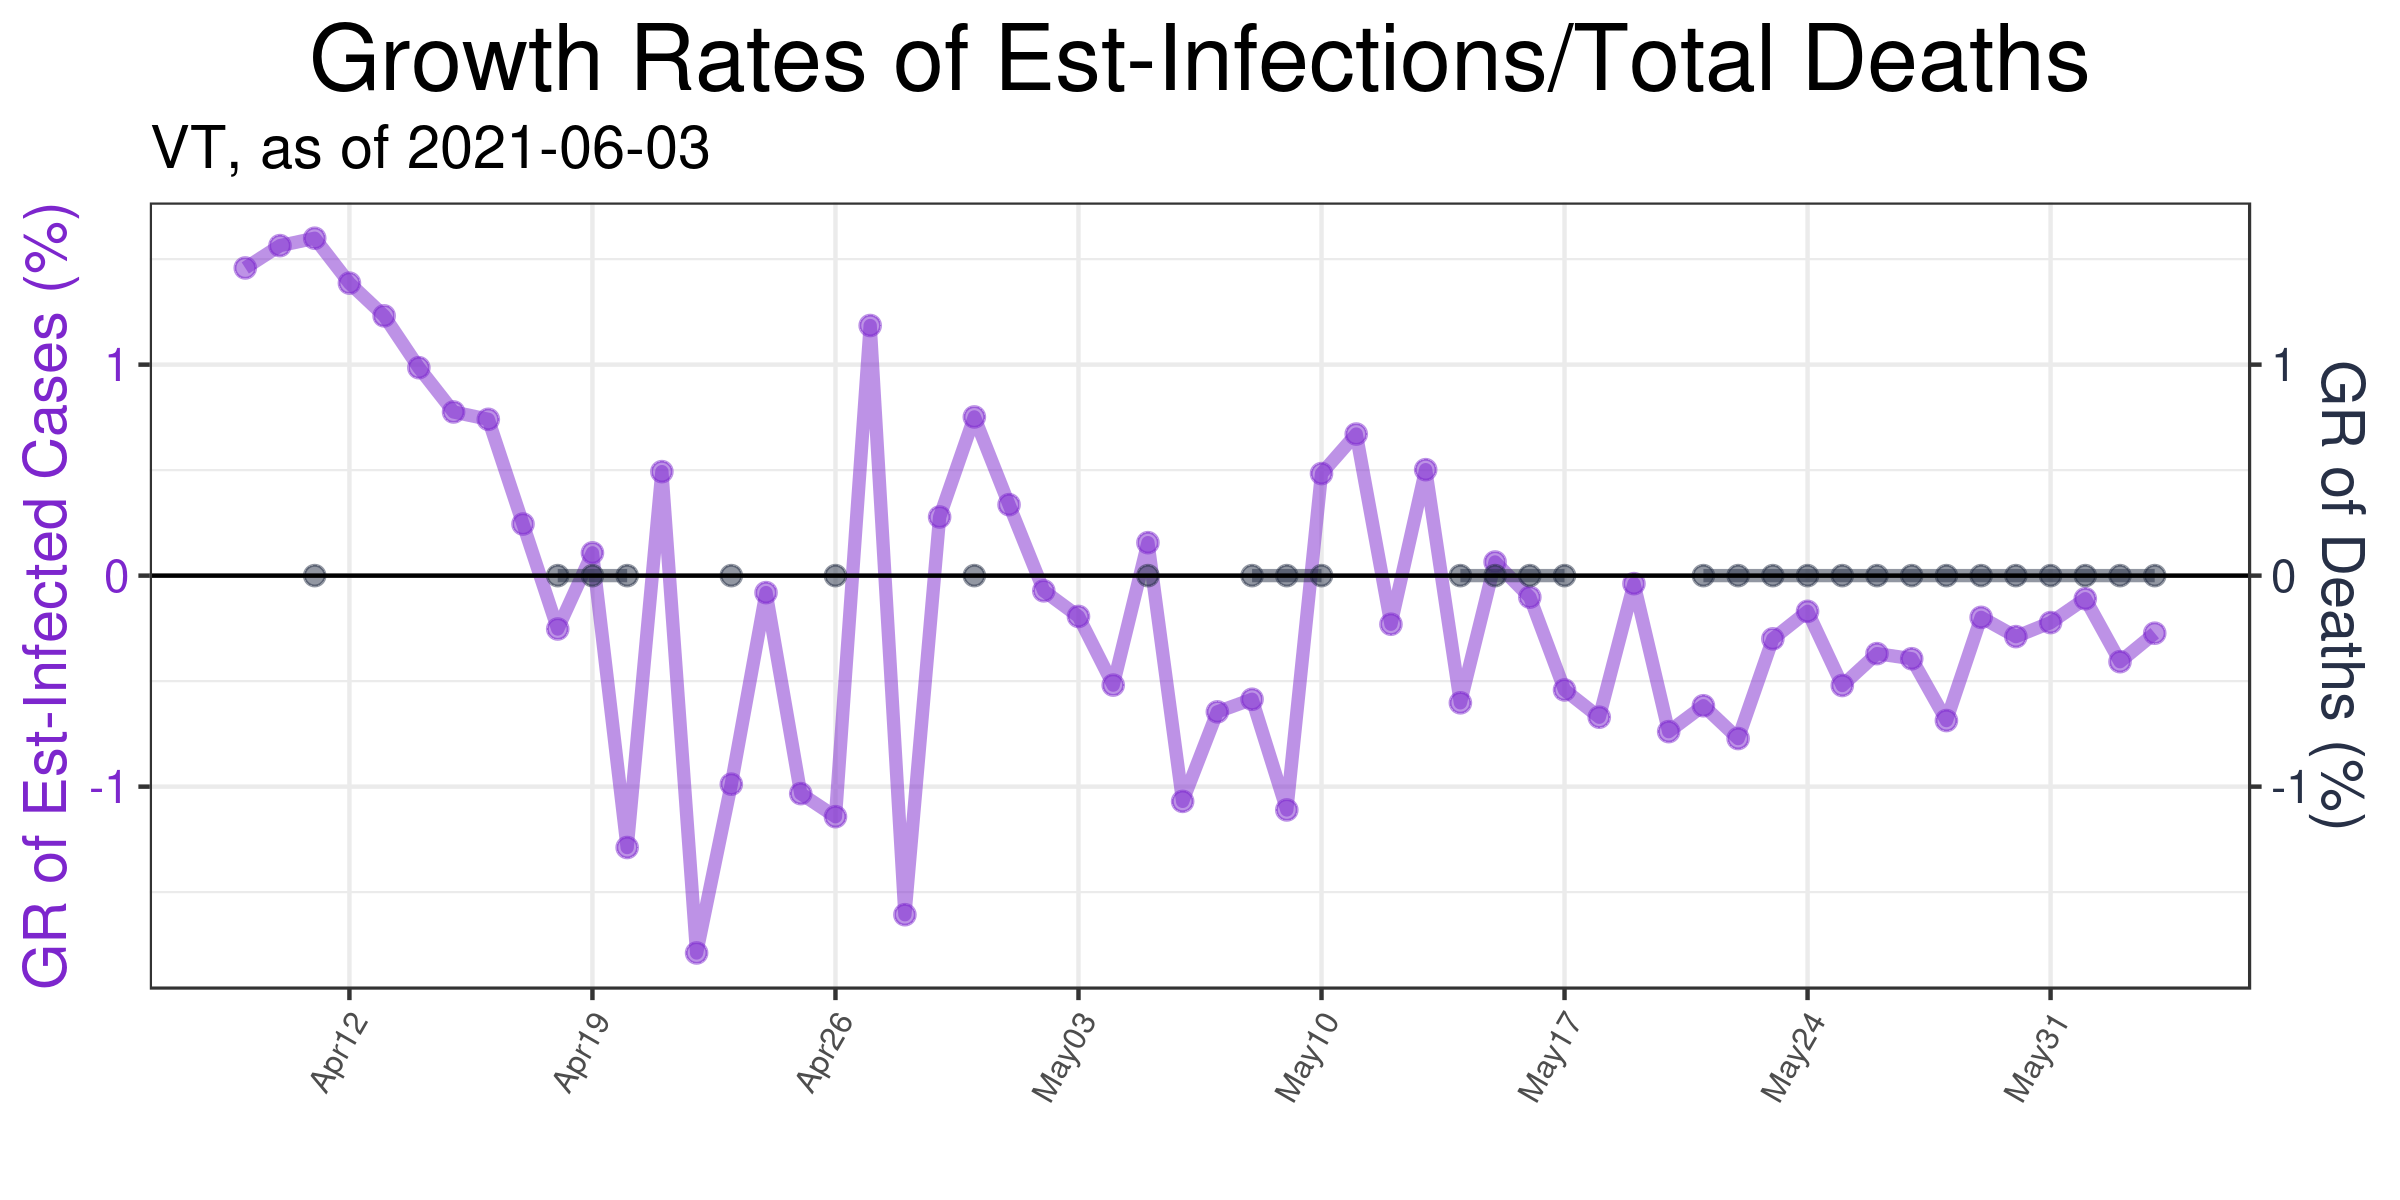 Growth Rates of Est-Infections/Total Deaths
VT, as of 2021-06-03
GR of Est-Infected Cases (%)
1
0
-1
1
0
-1
GR of Deaths (%)
Apr12
Apr19
Apr26
May03
May10
May17
May24
May31